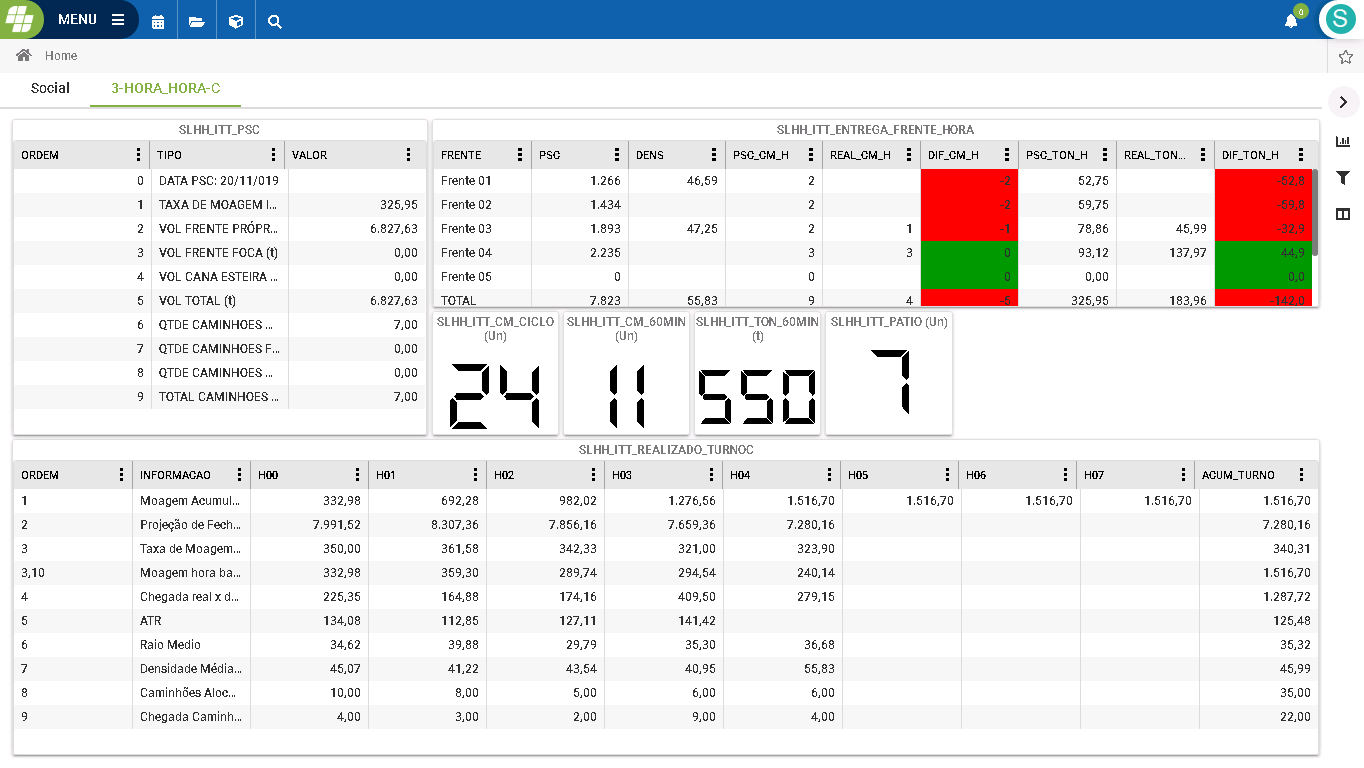 MENU
0
S
Home
Social 3-HORA_HORA-C
SLHH_ITT_PSC
ORDEM TIPO VALOR
0 DATA PSC: 20/11/019
1 TAXA DE MOAGEM I... 325,95
2 VOL FRENTE PRÓPR... 6.827,63
3 VOL FRENTE FOCA (t) 0,00
4 VOL CANA ESTEIRA ... 0,00
5 VOL TOTAL (t) 6.827,63
6 QTDE CAMINHOES ... 7,00
7 QTDE CAMINHOES F... 0,00
8 QTDE CAMINHOES ... 0,00
9 TOTAL CAMINHOES ... 7,00
SLHH_ITT_ENTREGA_FRENTE_HORA
FRENTE PSC DENS PSC_CM_H REAL_CM_H DIF_CM_H PSC_TON_H REAL_TON... DIF_TON_H
Frente 01 1.266 46,59 2 -2 52,75 -52,8
Frente 02 1.434 2 -2 59,75 -59,8
Frente 03 1.893 47,25 2 1 -1 78,86 45,99 -32,9
Frente 04 2.235 3 3 0 93,12 137,97 44,9
Frente 05 0 0 0 0,00 0,0
TOTAL 7.823 55,83 9 4 -5 325,95 183,96 -142,0
SLHH_ITT_CM_CICLO
(Un)
24
SLHH_ITT_CM_60MIN
(Un)
11
SLHH_ITT_TON_60MIN
(t)
550
SLHH_ITT_PATIO (Un)
7
SLHH_ITT_REALIZADO_TURNOC
ORDEM INFORMACAO H00 H01 H02 H03 H04 H05 H06 H07 ACUM_TURNO
1 Moagem Acumul... 332,98 692,28 982,02 1.276,56 1.516,70 1.516,70 1.516,70 1.516,70 1.516,70
2 Projeção de Fech... 7.991,52 8.307,36 7.856,16 7.659,36 7.280,16 7.280,16
3 Taxa de Moagem... 350,00 361,58 342,33 321,00 323,90 340,31
3,10 Moagem hora ba... 332,98 359,30 289,74 294,54 240,14 1.516,70
4 Chegada real x d... 225,35 164,88 174,16 409,50 279,15 1.287,72
5 ATR 134,08 112,85 127,11 141,42 125,48
6 Raio Medio 34,62 39,88 29,79 35,30 36,68 35,32
7 Densidade Média... 45,07 41,22 43,54 40,95 55,83 45,99
8 Caminhões Aloc... 10,00 8,00 5,00 6,00 6,00 35,00
9 Chegada Caminh... 4,00 3,00 2,00 9,00 4,00 22,00